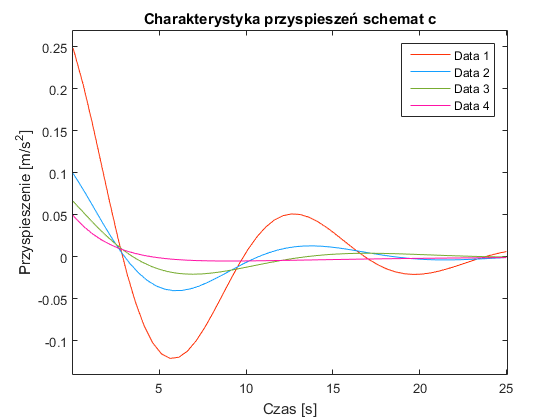 Charakterystyka przyspieszeń schemat c
Przyspieszenie [m/s²]
0.25
0.2
0.15
0.1
0.05
0
-0.05
-0.1
Data 1
Data 2
Data 3
Data 4
5
10
15
20
25
Czas [s]